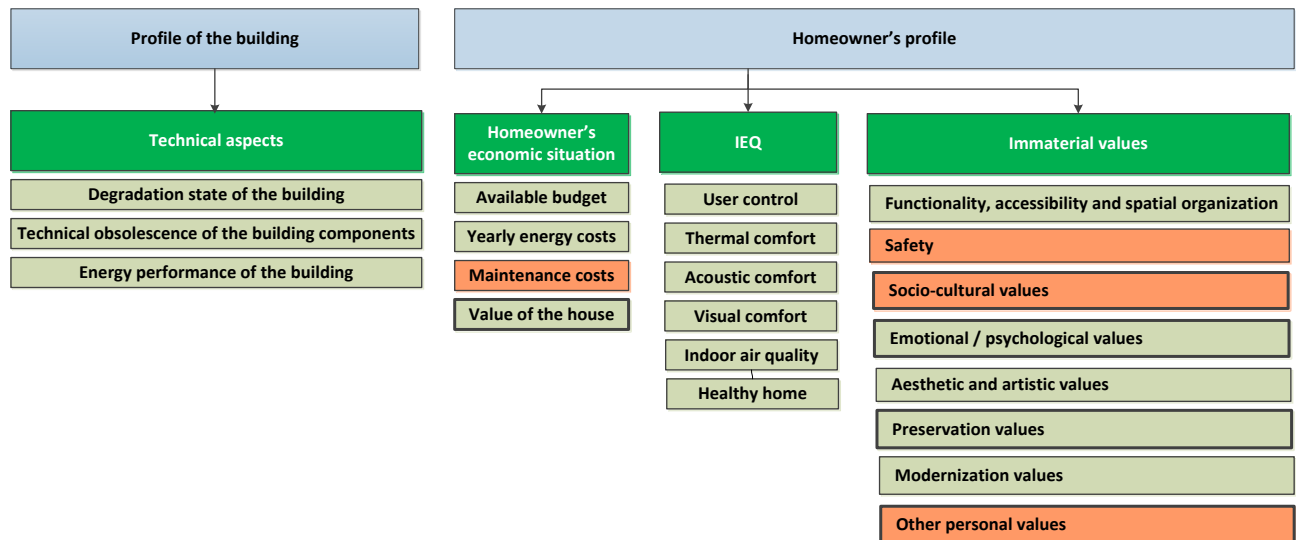 Profile of the building
Homeowner's profile
Technical aspects
Degradation state of the building
Technical obsolescence of the building components
Energy performance of the building
Homeowner's
economic situation
Available budget
Yearly energy costs
Maintenance costs
Value of the house
IEQ
User control
Thermal comfort
Acoustic comfort
Visual comfort
Indoor air quality
Healthy home
Immaterial values
Functionality, accessibility and spatial organization
Safety
Socio-cultural values
Emotional / psychological values
Aesthetic and artistic values
Preservation values
Modernization values
Other personal values